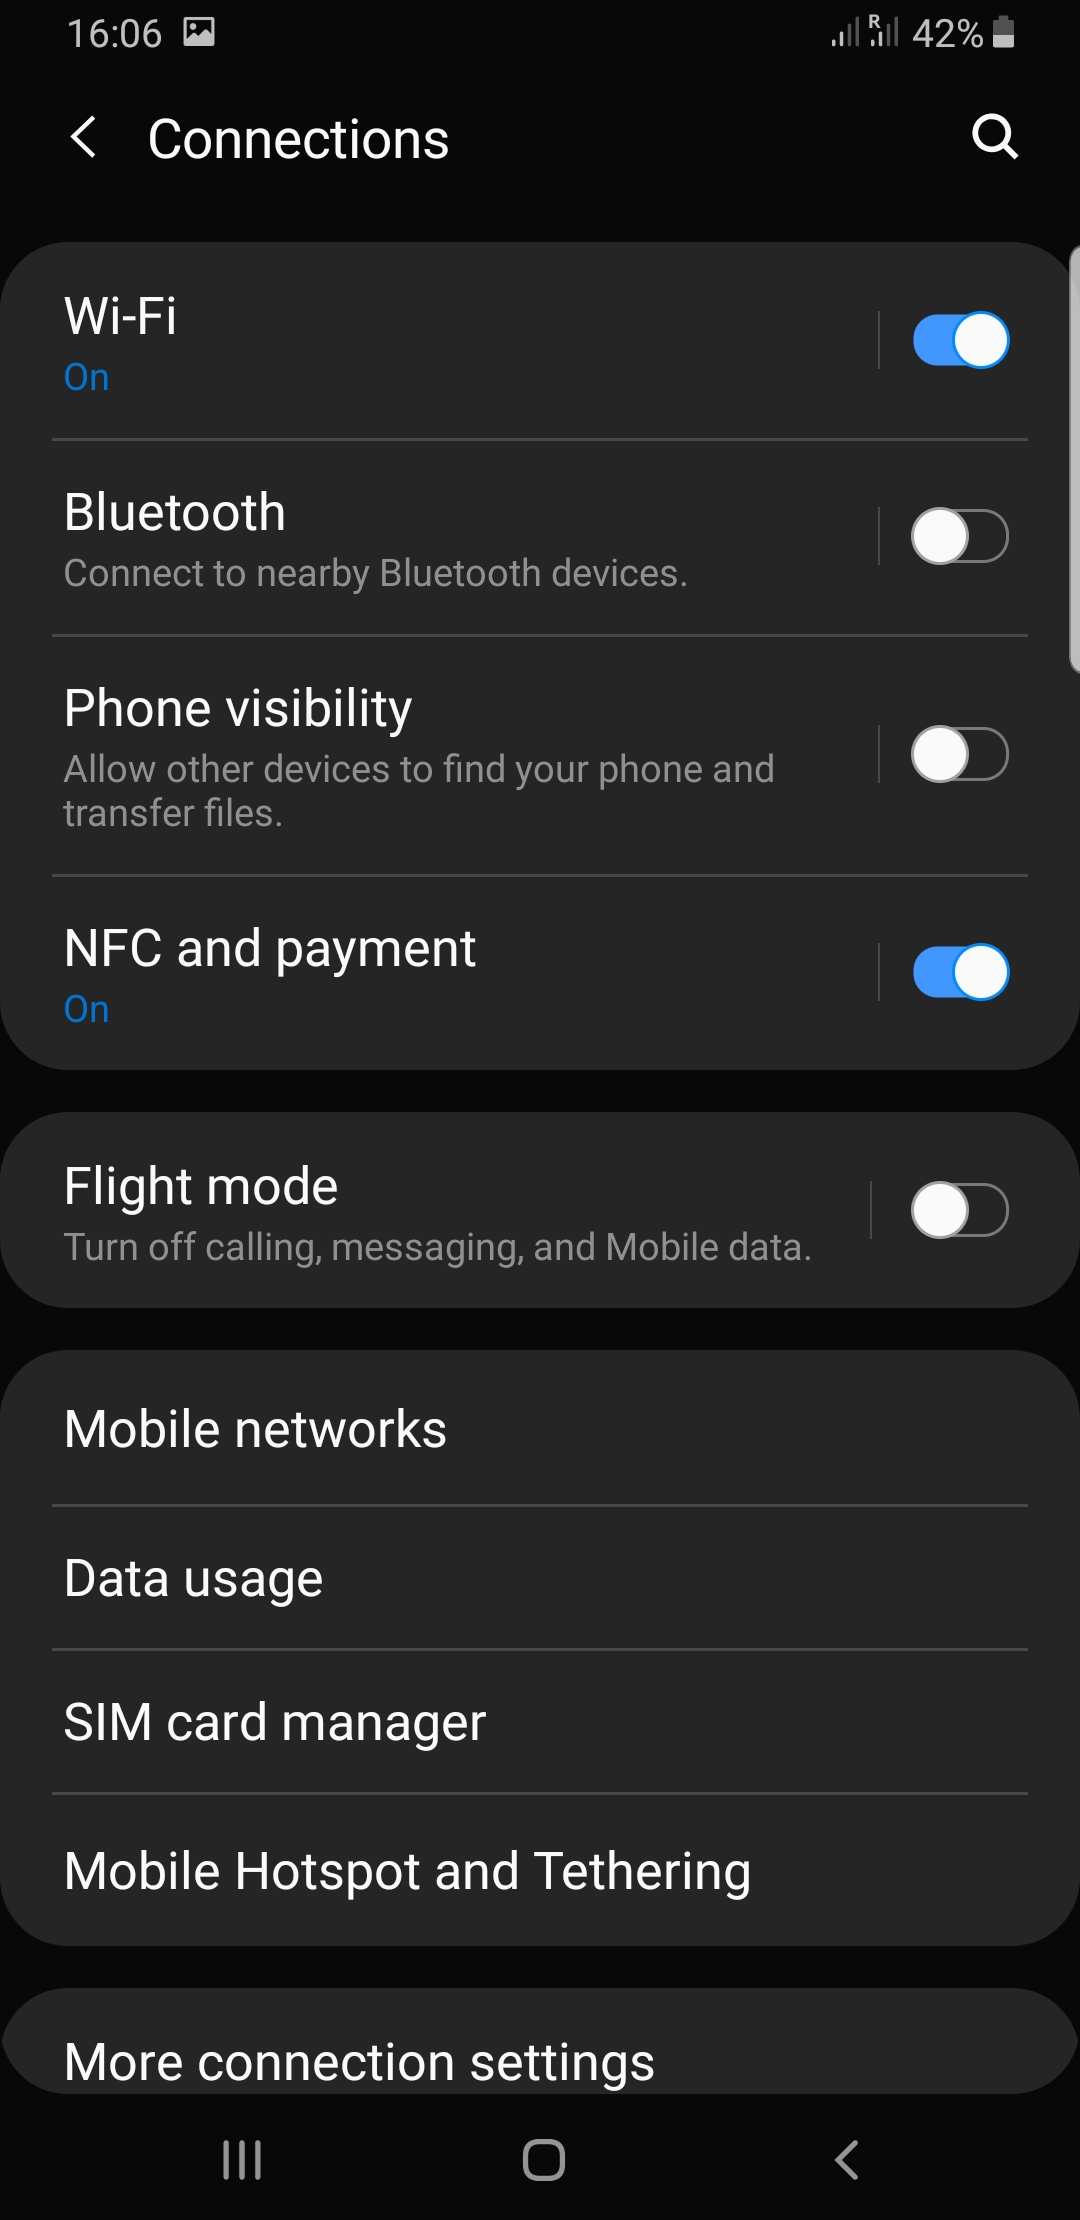 16:06
R 42%
Connections
Wi-Fi
On
Bluetooth
Connect to nearby Bluetooth devices.
Phone visibility
Allow other devices to find your phone and
transfer files.
NFC and payment
On
Flight mode
Turn off calling, messaging, and Mobile data.
Mobile networks
Data usage
SIM card manager
Mobile Hotspot and Tethering
More connection settings